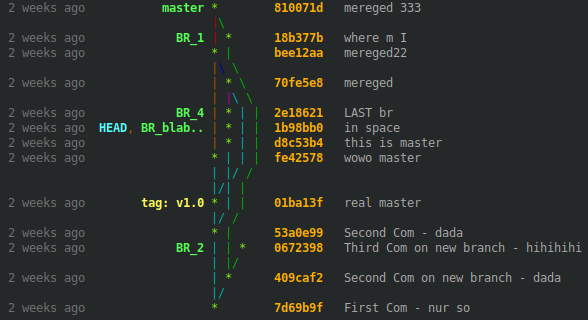 2 weeks ago master * 810071d mereged 333
|\
2 weeks ago BR_1 | * 18b377b where m I
2 weeks ago * | bee12aa mereged22
|\ \
2 weeks ago | * \ 70fe5e8 mereged
| |\ \
2 weeks ago BR_4 | * | | 2e18621 LAST br
2 weeks ago HEAD, BR_blab.. | * | | 1b98bb0 in space
2 weeks ago | * | | d8c53b4 this is master
2 weeks ago * | | | fe42578 wowo master
| |/ /
|/| |
2 weeks ago tag: v1.0 * | | 01ba13f real master
|/ /
2 weeks ago * | 53a0e99 Second Com - dada
2 weeks ago BR_2 | | * 0672398 Third Com on new branch - hihihihi
| |/
2 weeks ago | * 409caf2 Second Com on new branch - dada
|/
2 weeks ago * 7d69b9f First Com - nur so